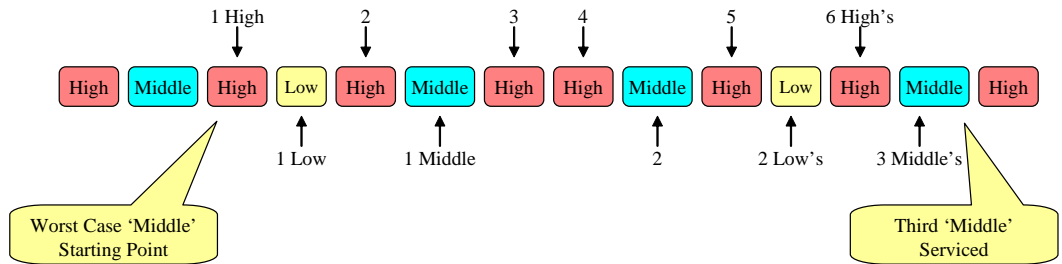 1 High 2 3 4 5 6 High's
High Middle High Low High Middle High High Middle High Low High Middle High
1 Low 1 Middle 2 2 Low's 3 Middle's
Worst Case ‘Middle’
Starting Point
Third ‘Middle’
Serviced